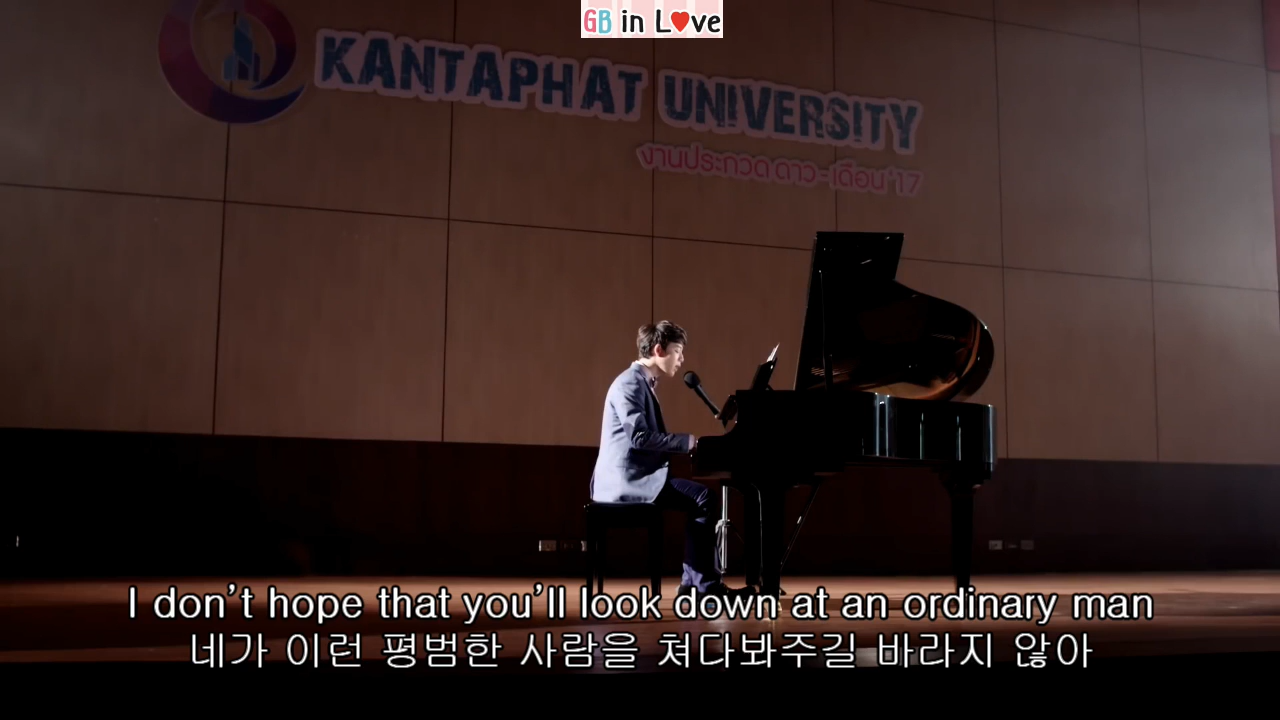 GB in L❤ve
KANTAPHAT UNIVERSITY
งานประกวดดาว-เดือน'17
I don't hope that you'll look down at an ordinary man
네가 이런 평범한 사람을 쳐다봐주길 바라지 않아